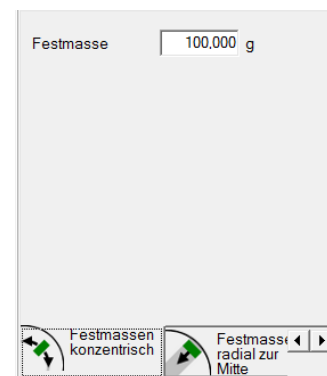 Festmasse 100,000 g
Festmassen
konzentrisch
Festmasse
radial zur
Mitte